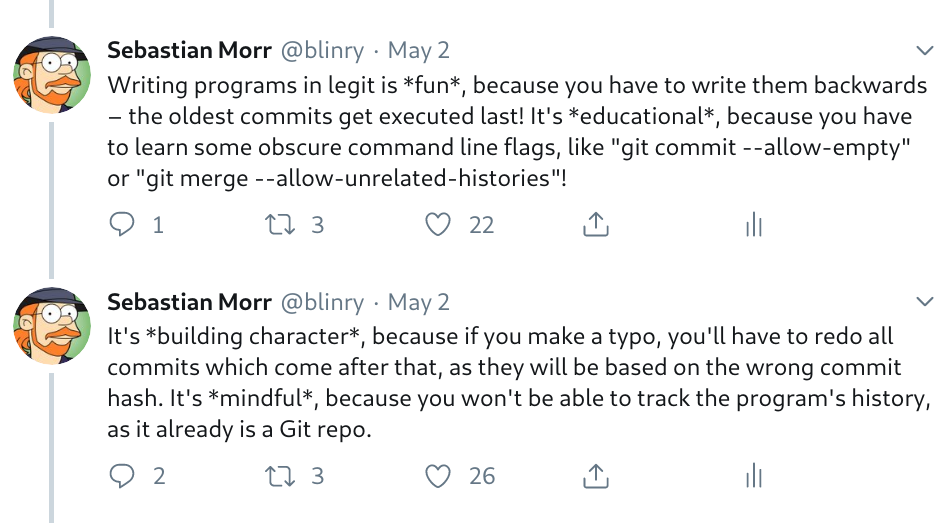 Sebastian Morr @blinry · May 2
Writing programs in legit is *fun*, because you have to write them backwards
– the oldest commits get executed last! It's *educational*, because you have
to learn some obscure command line flags, like "git commit --allow-empty"
or "git merge --allow-unrelated-histories"!
1 3 22
Sebastian Morr @blinry · May 2
It's *building character*, because if you make a typo, you'll have to redo all
commits which come after that, as they will be based on the wrong commit
hash. It's *mindful*, because you won't be able to track the program's history,
as it already is a Git repo.
2 3 26